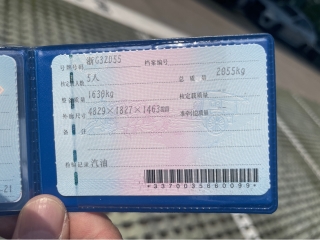 号牌号码 浙G3Z055 档案编号
核定载人数 5人 总质量 2055kg
整备质量 1630kg 核定载质量
外廓尺寸 4829×1827×1463mm 准牵引总质量
备注
检验记录 汽油
*3370035660099*
21